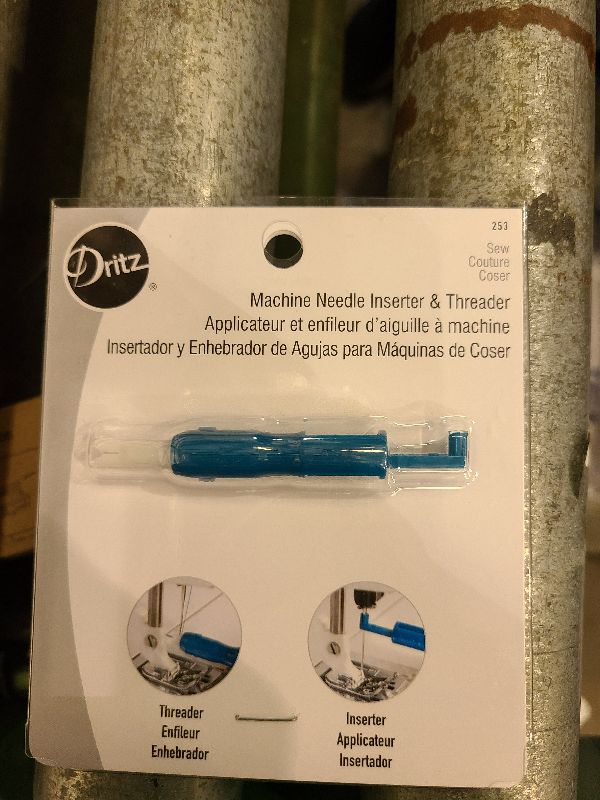 253
Dritz®
Sew
Couture
Coser
Machine Needle Inserter & Threader
Applicateur et enfileur d'aiguille à machine
Insertador y Enhebrador de Agujas para Máquinas de Coser
Threader
Enfileur
Enhebrador
Inserter
Applicateur
Insertador